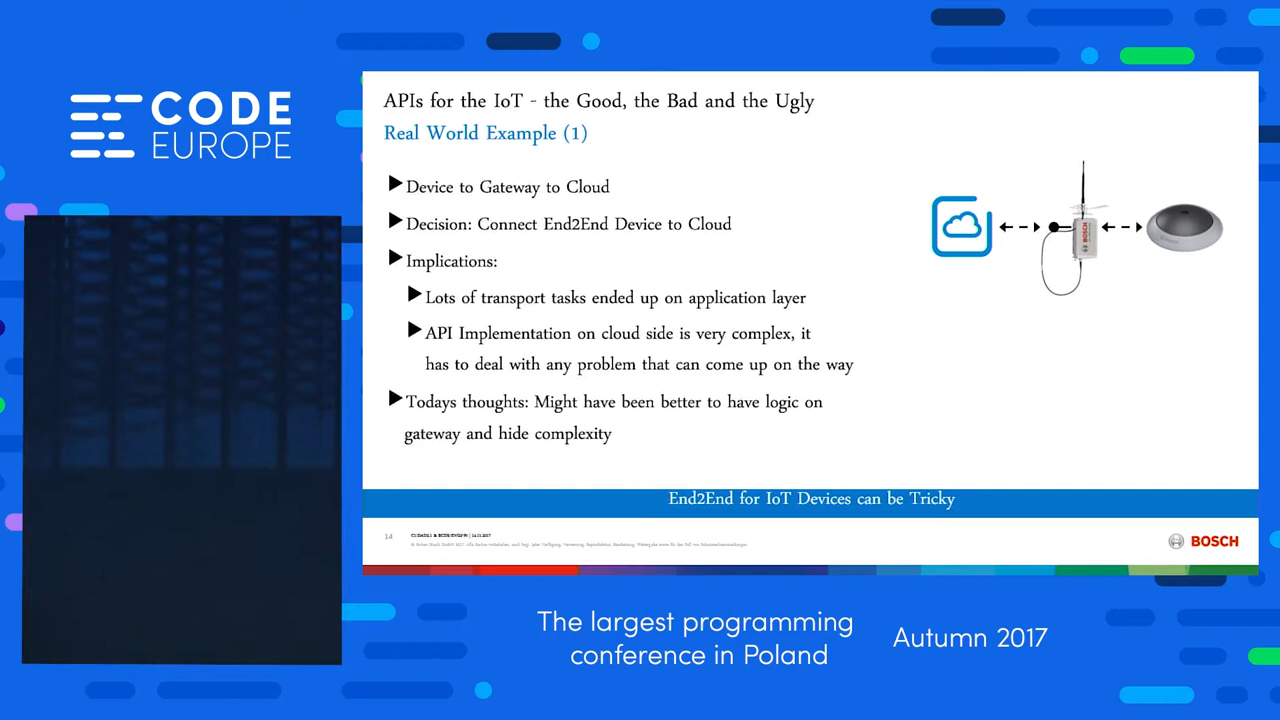 CODE
EUROPE
APIs for the IoT - the Good, the Bad and the Ugly
Real World Example (1)
Device to Gateway to Cloud
Decision: Connect End2End Device to Cloud
Implications:
Lots of transport tasks ended up on application layer
API Implementation on cloud side is very complex, it
has to deal with any problem that can come up on the way
Todays thoughts: Might have been better to have logic on
gateway and hide complexity
BOSCH
End2End for IoT Devices can be Tricky
14
BOSCH
The largest programming
conference in Poland
Autumn 2017